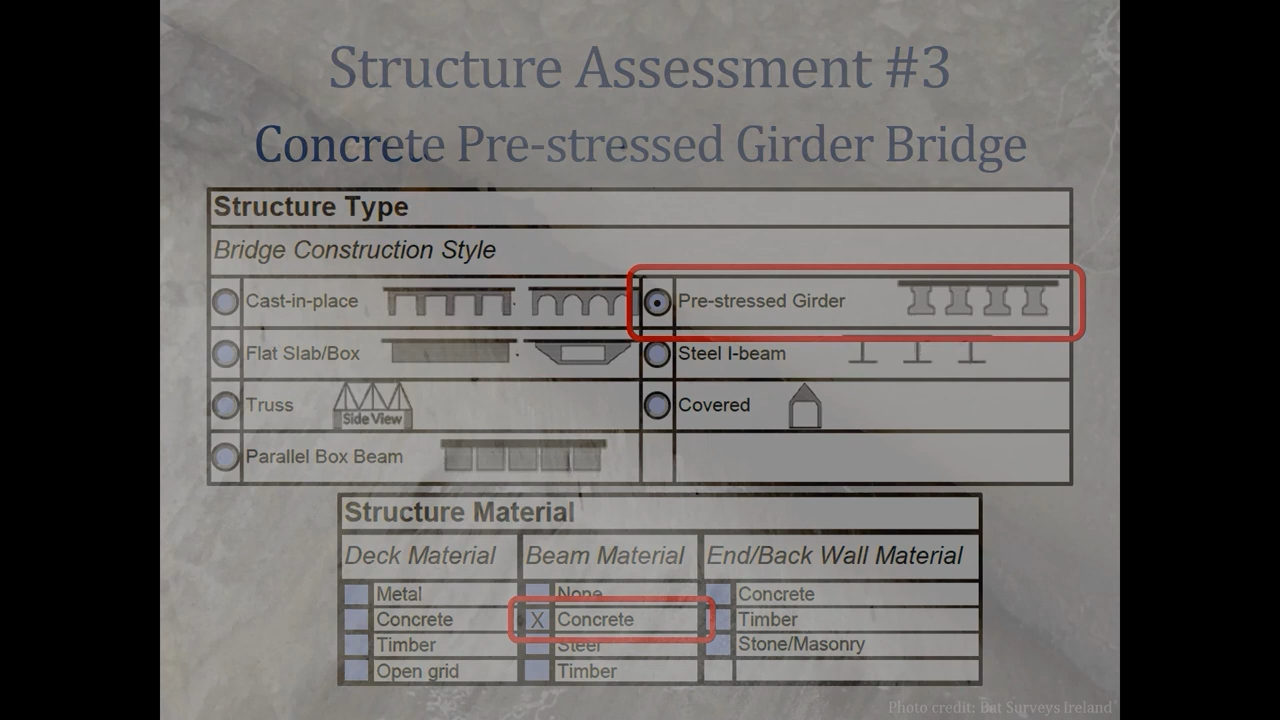 Structure Assessment #3
Concrete Pre-stressed Girder Bridge
Structure Type
Bridge Construction Style
Cast-in-place
Pre-stressed Girder
Flat Slab/Box
Steel I-beam
Truss
Side View
Covered
Parallel Box Beam
Structure Material
Deck Material Beam Material End/Back Wall Material
Metal None Concrete
Concrete X Concrete Timber
Timber Steel Stone/Masonry
Open grid Timber
Photo credit: Bat Surveys Ireland